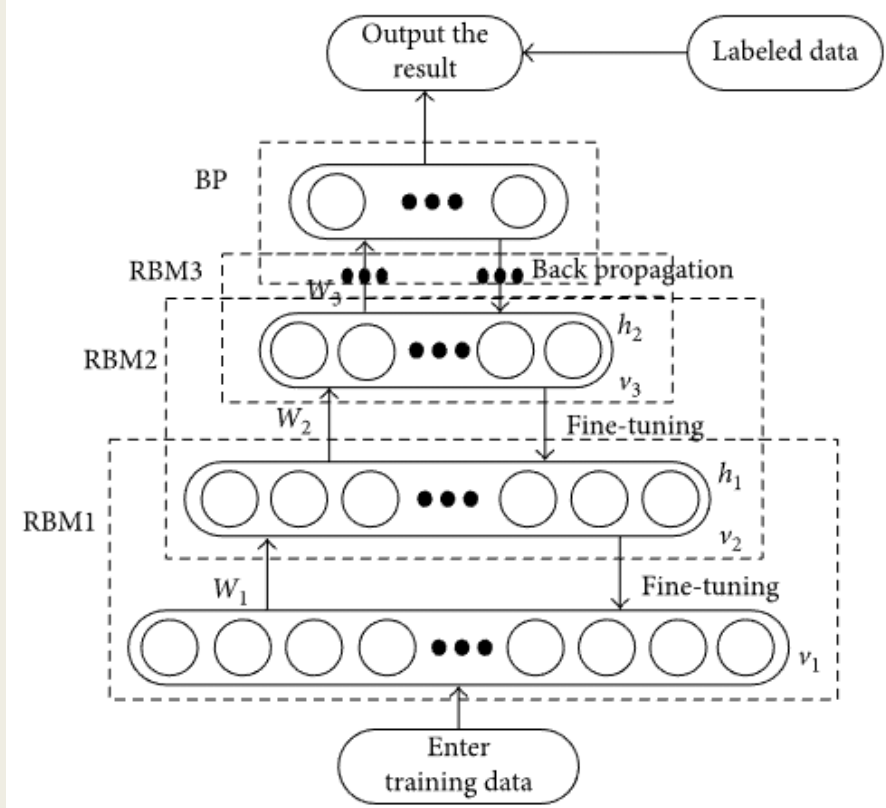 Output the
result
Labeled data
BP
RBM3
Back propagation
W3
h2
RBM2
v3
W2
Fine-tuning
h1
RBM1
v2
W1
Fine-tuning
v1
Enter
training data